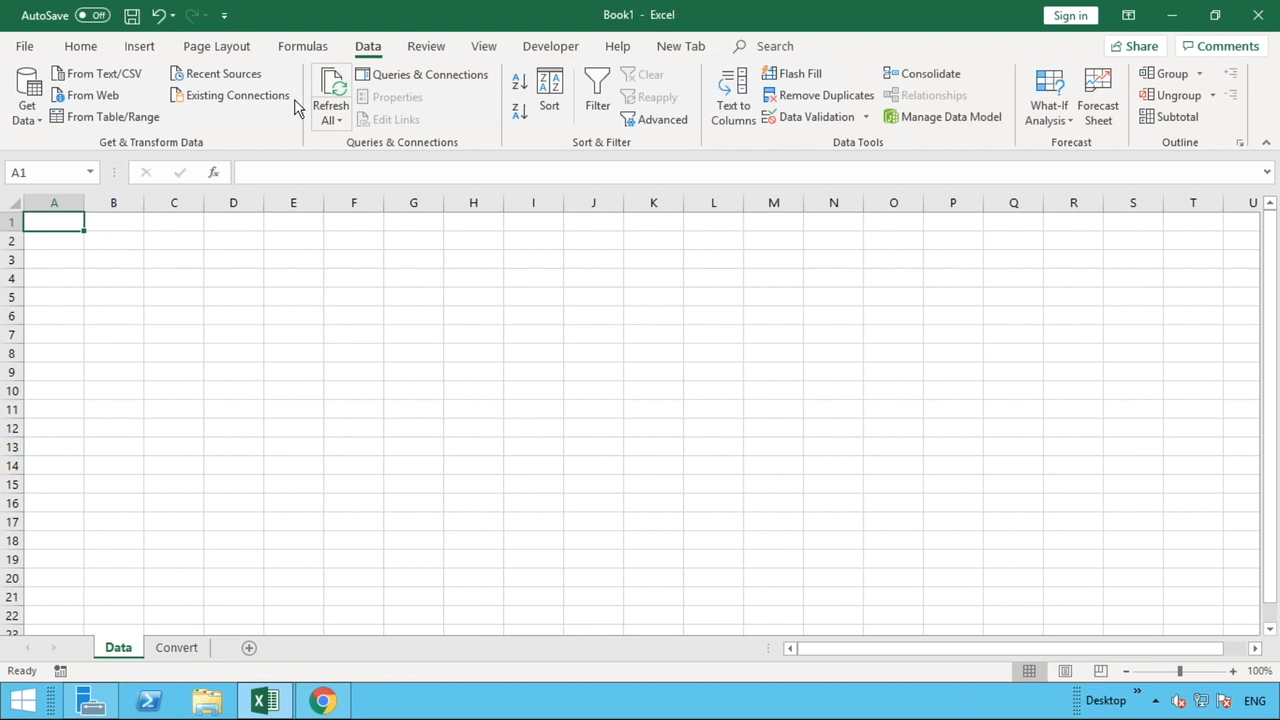 AutoSave Off Book1 - Excel Sign in
File Home Insert Page Layout Formulas Data Review View Developer Help New Tab Search Share Comments
Get Data
From Text/CSV
From Web
From Table/Range
Recent Sources
Existing Connections
Get & Transform Data
Refresh All
Queries & Connections
Properties
Edit Links
Queries & Connections
Sort
Filter
Clear
Reapply
Advanced
Sort & Filter
Text to Columns
Flash Fill
Remove Duplicates
Data Validation
Consolidate
Relationships
Manage Data Model
Data Tools
What-If Analysis
Forecast Sheet
Forecast
Group
Ungroup
Subtotal
Outline
A1 fx
A B C D E F G H I J K L M N O P Q R S T U
1
2
3
4
5
6
7
8
9
10
11
12
13
14
15
16
17
18
19
20
21
22
23
Data Convert
Ready 100%
Desktop ENG